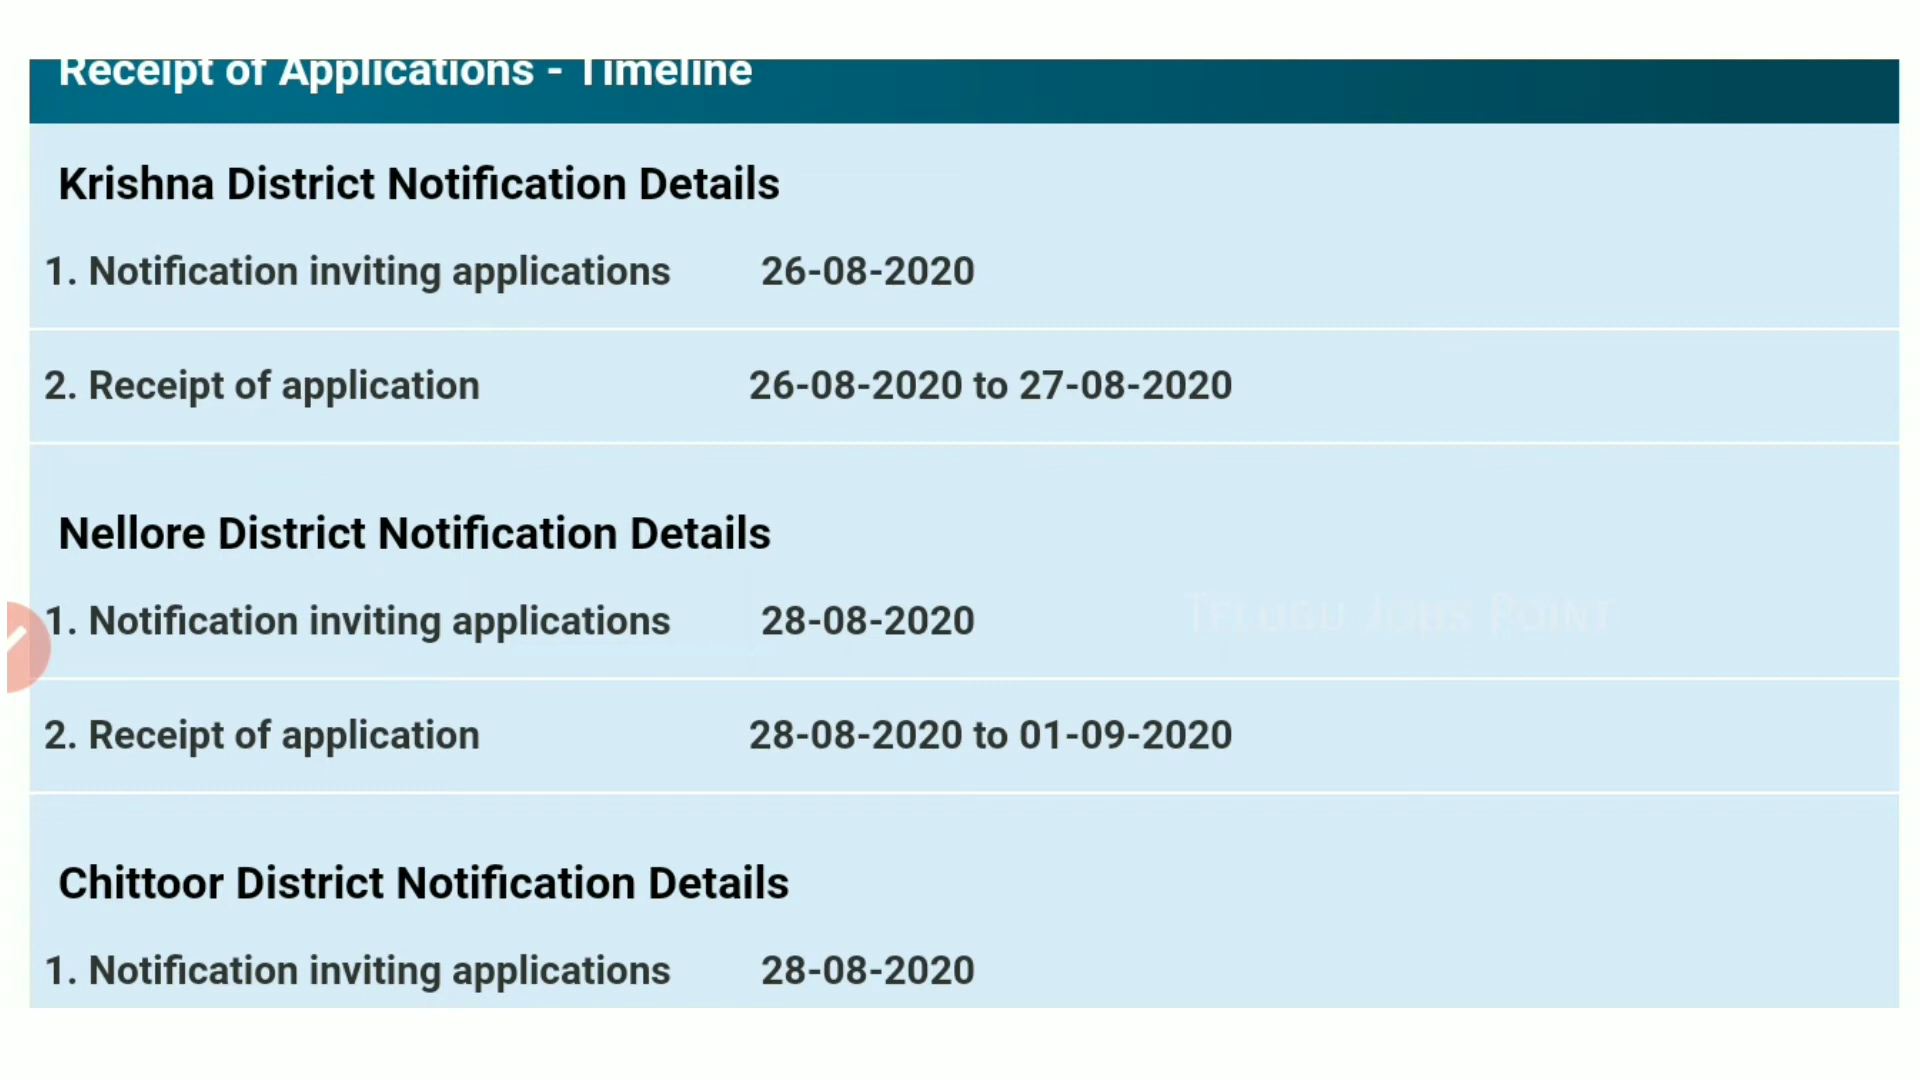 Receipt of Applications - Timeline
Krishna District Notification Details
1. Notification inviting applications 26-08-2020
2. Receipt of application 26-08-2020 to 27-08-2020
Nellore District Notification Details
1. Notification inviting applications 28-08-2020
TELUGU JOBS POINT
2. Receipt of application 28-08-2020 to 01-09-2020
Chittoor District Notification Details
1. Notification inviting applications 28-08-2020